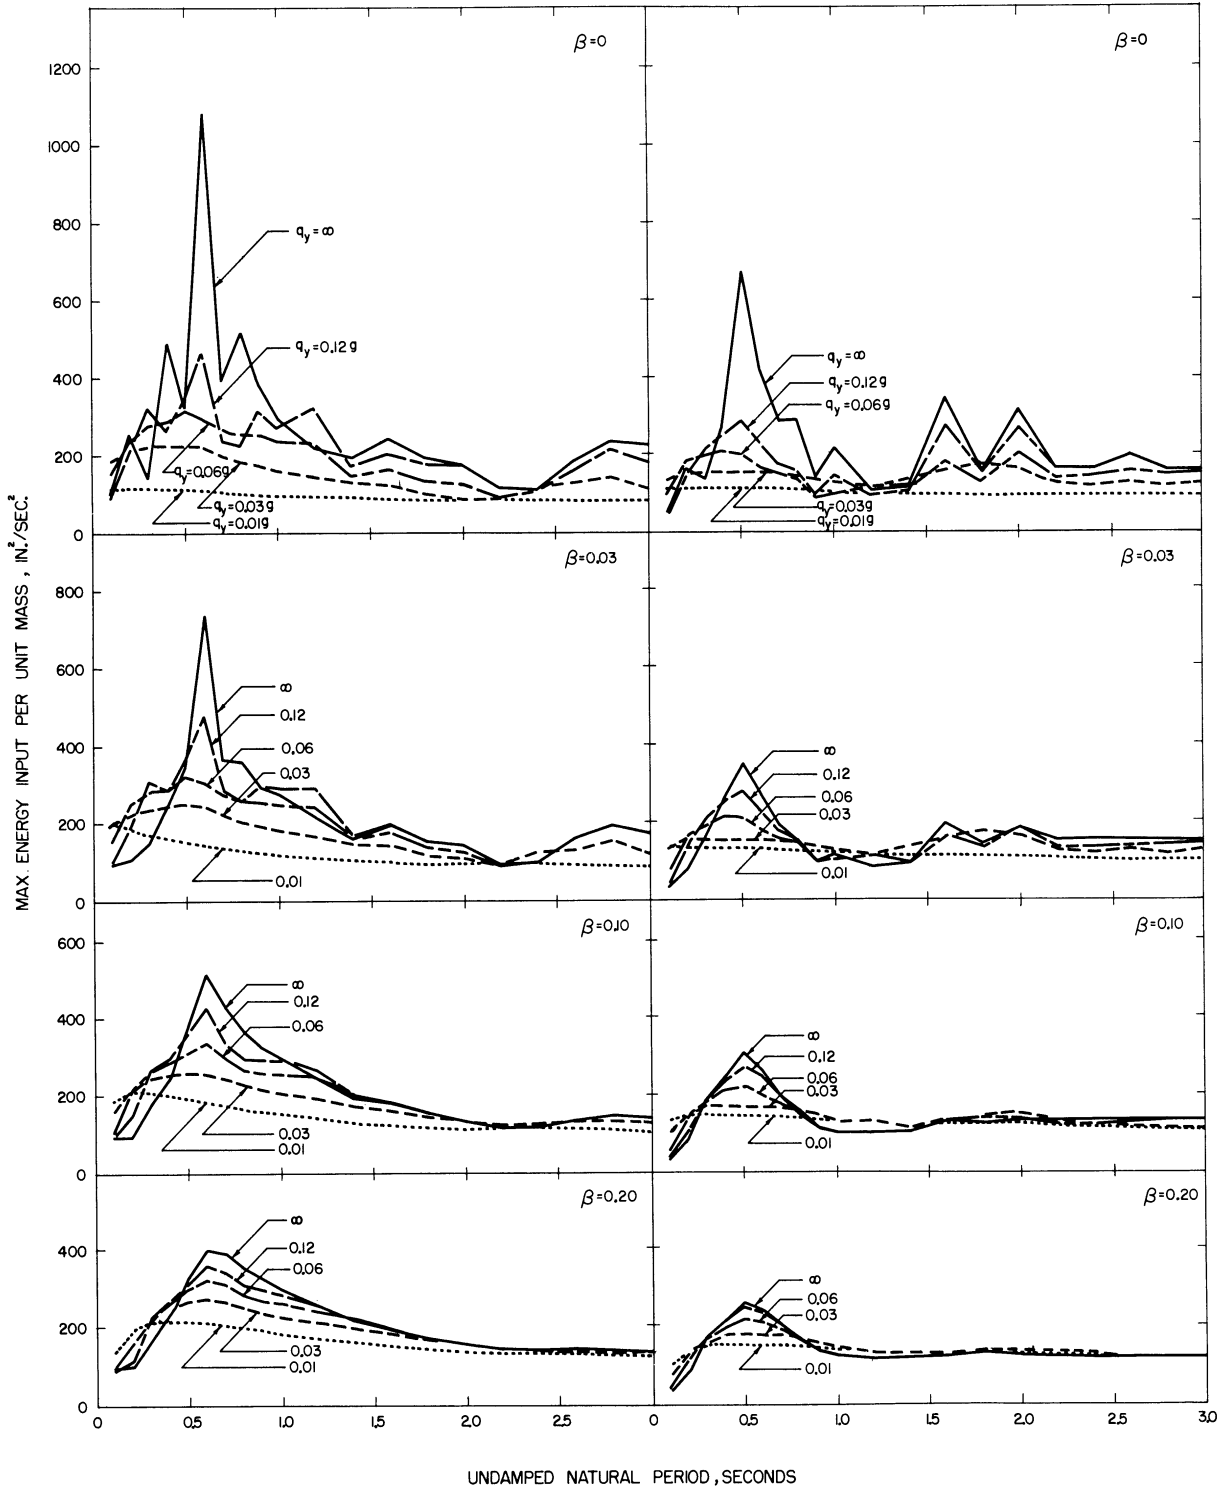 β=0
1200
1000
800
600
400
200
0
q_y=∞
q_y=0.12g
q_y=0.06g
q_y=0.03g
q_y=0.01g
β=0
q_y=∞
q_y=0.12g
q_y=0.06g
q_y=0.03g
q_y=0.01g
β=0.03
800
600
400
200
0
∞
0.12
0.06
0.03
0.01
β=0.03
∞
0.12
0.06
0.03
0.01
β=0.10
600
400
200
0
∞
0.12
0.06
0.03
0.01
β=0.10
∞
0.12
0.06
0.03
0.01
β=0.20
400
200
0
∞
0.12
0.06
0.03
0.01
β=0.20
∞
0.06
0.03
0.01
0 0.5 1.0 1.5 2.0 2.5 0 0.5 1.0 1.5 2.0 2.5 3.0
MAX. ENERGY INPUT PER UNIT MASS, IN.²/SEC.²
UNDAMPED NATURAL PERIOD, SECONDS